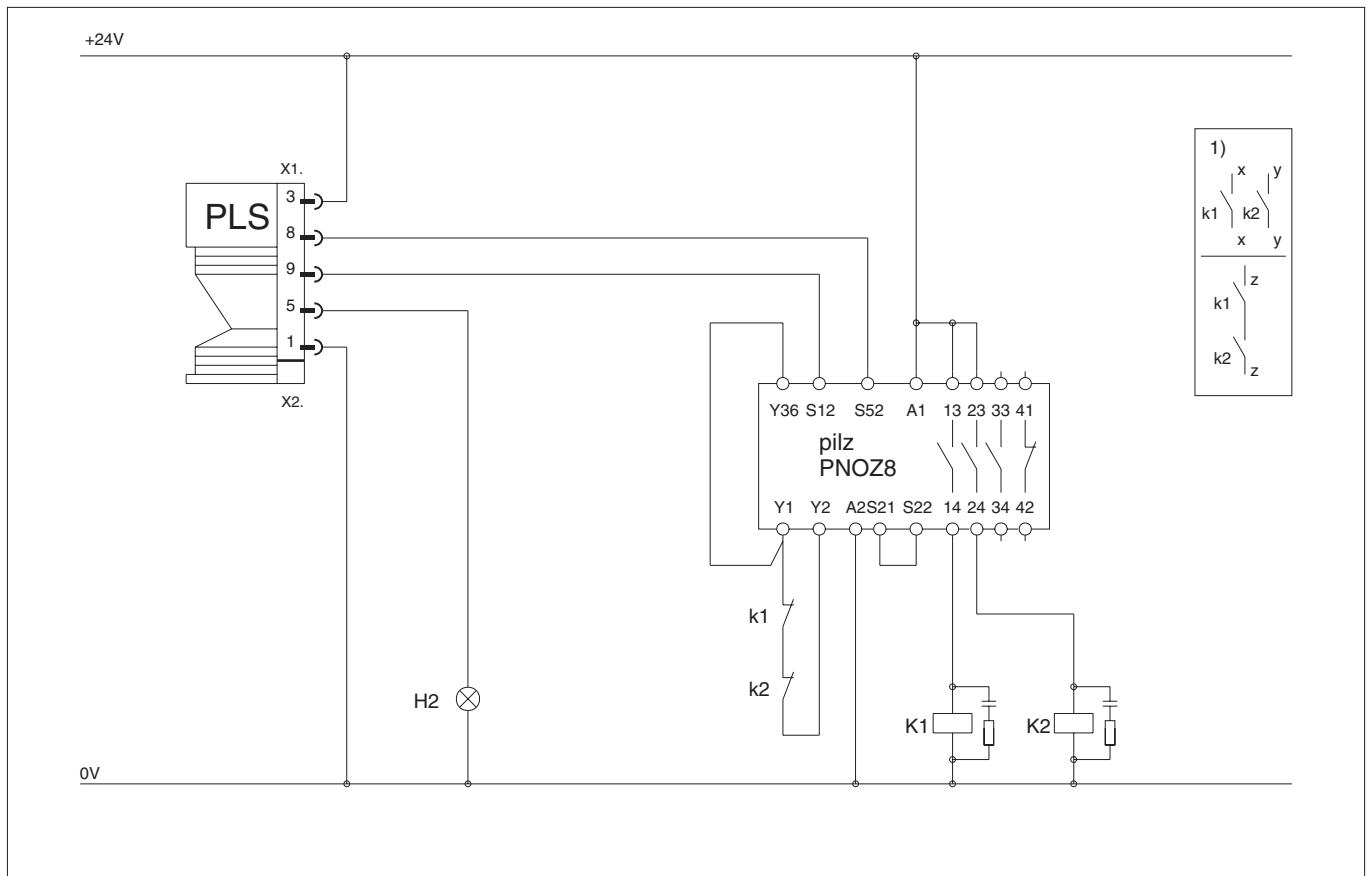 +24V
X1.
3
PLS
8
9
5
1
X2.
1)
x y
k1 k2
x y
z
k1
k2
z
Y36 S12 S52 A1 13 23 33 41
pilz
PNOZ8
Y1 Y2 A2 S21 S22 14 24 34 42
k1
k2
H2
K1 K2
0V